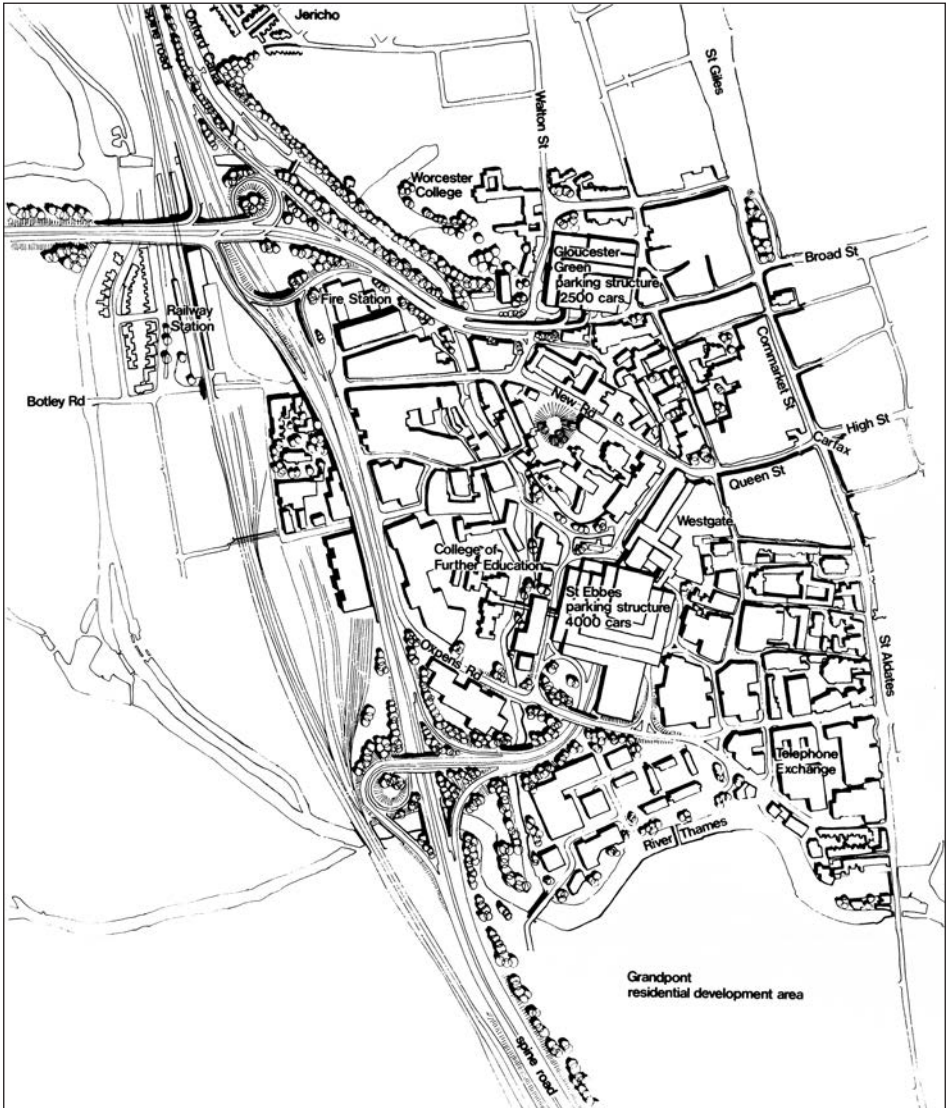 Jericho
spine road
Oxford Canal
Walton St
St Giles
Worcester
College
Gloucester
Green
parking structure
2500 cars
Broad St
Fire Station
Railway
Station
Cornmarket St
Botley Rd
New Rd
High St
Carfax
Queen St
Westgate
College of
Further Education
St Ebbes
parking structure
4000 cars
Oxpens Rd
St Aldates
Telephone
Exchange
River Thames
Grandpont
residential development area
spine road